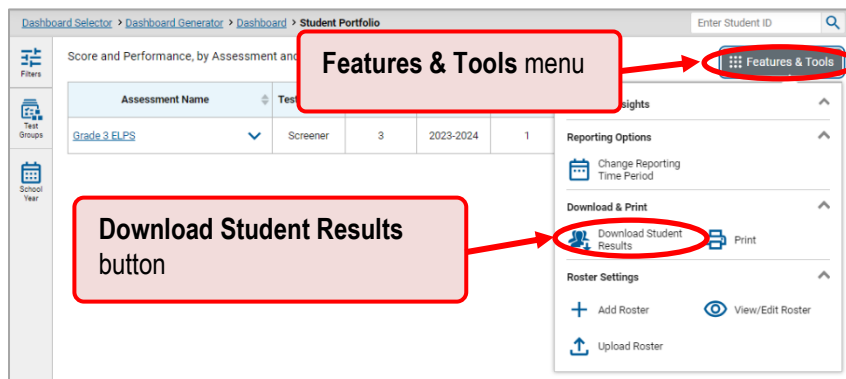 Dashboard Selector > Dashboard Generator > Dashboard > Student Portfolio
Enter Student ID
Filters
Score and Performance, by Assessment and
Features & Tools menu
Features & Tools
Assessment Name
Test
Grade 3 ELPS
Screener
3
2023-2024
1
Test
Groups
School
Year
Reporting Options
Change Reporting
Time Period
Download & Print
Download Student Results
button
Download Student
Results
Print
Roster Settings
Add Roster
View/Edit Roster
Upload Roster